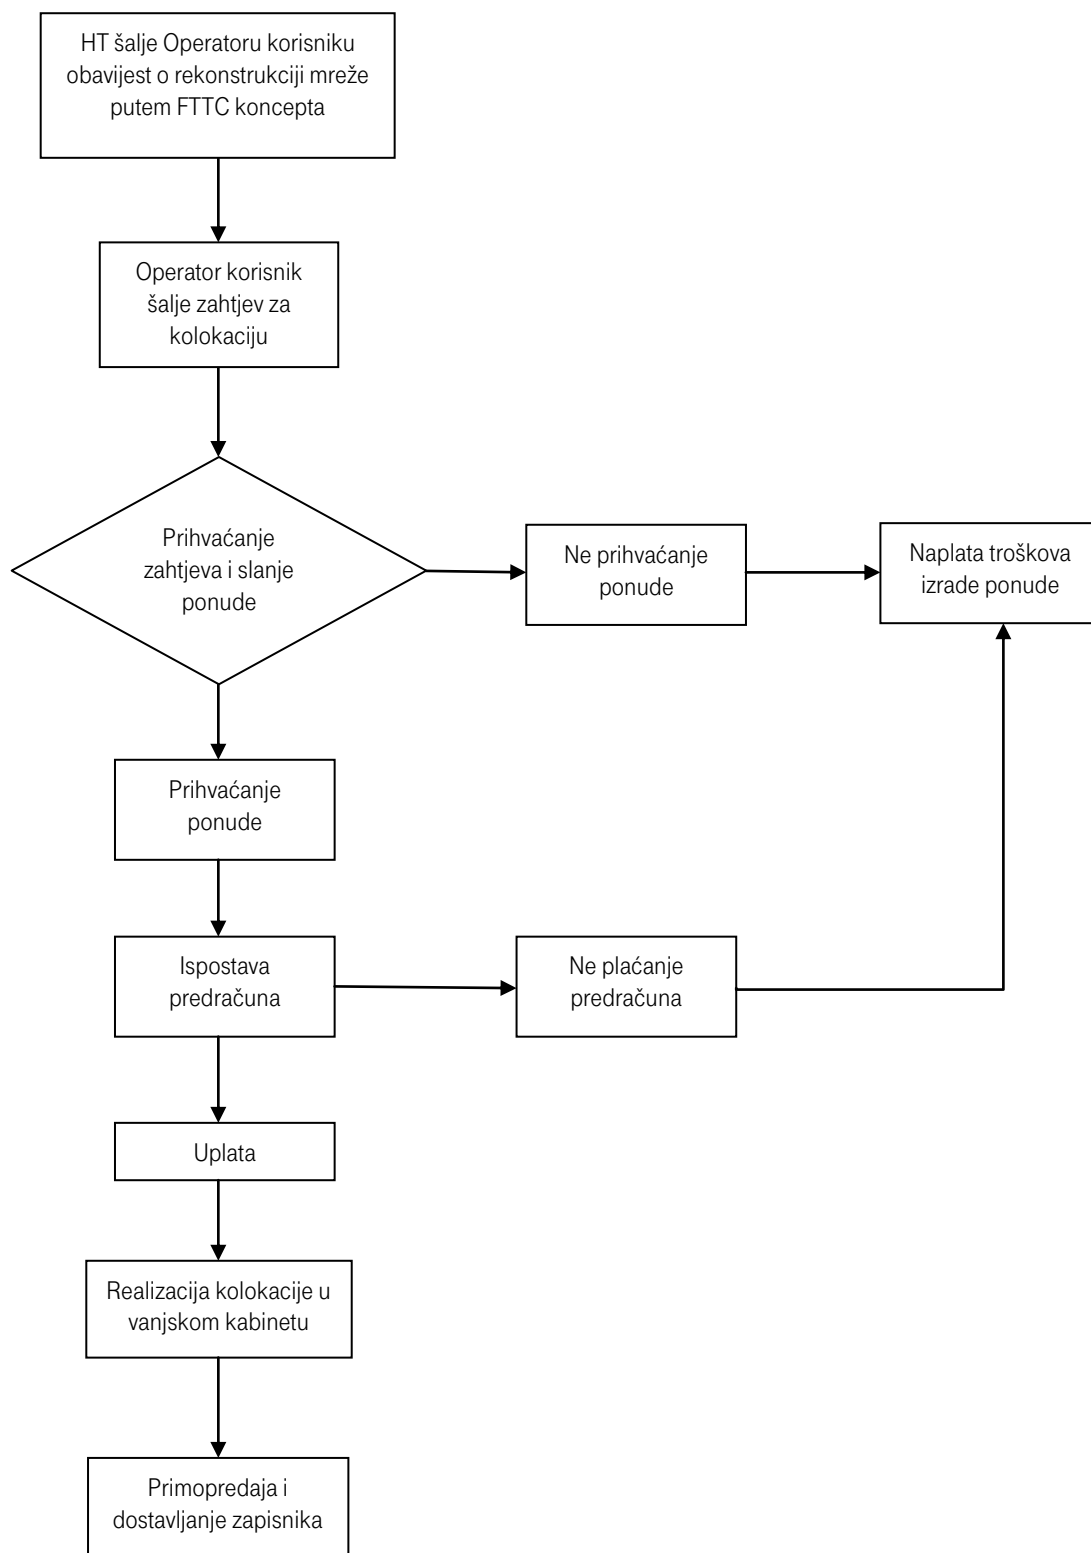 HT šalje Operatoru korisniku
obavijest o rekonstrukciji mreže
putem FTTC koncepta
Operator korisnik
šalje zahtjev za
kolokaciju
Prihvaćanje
zahtjeva i slanje
ponude
Ne prihvaćanje
ponude
Naplata troškova
izrade ponude
Prihvaćanje
ponude
Ispostava
predračuna
Ne plaćanje
predračuna
Uplata
Realizacija kolokacije u
vanjskom kabinetu
Primopredaja i
dostavljanje zapisnika